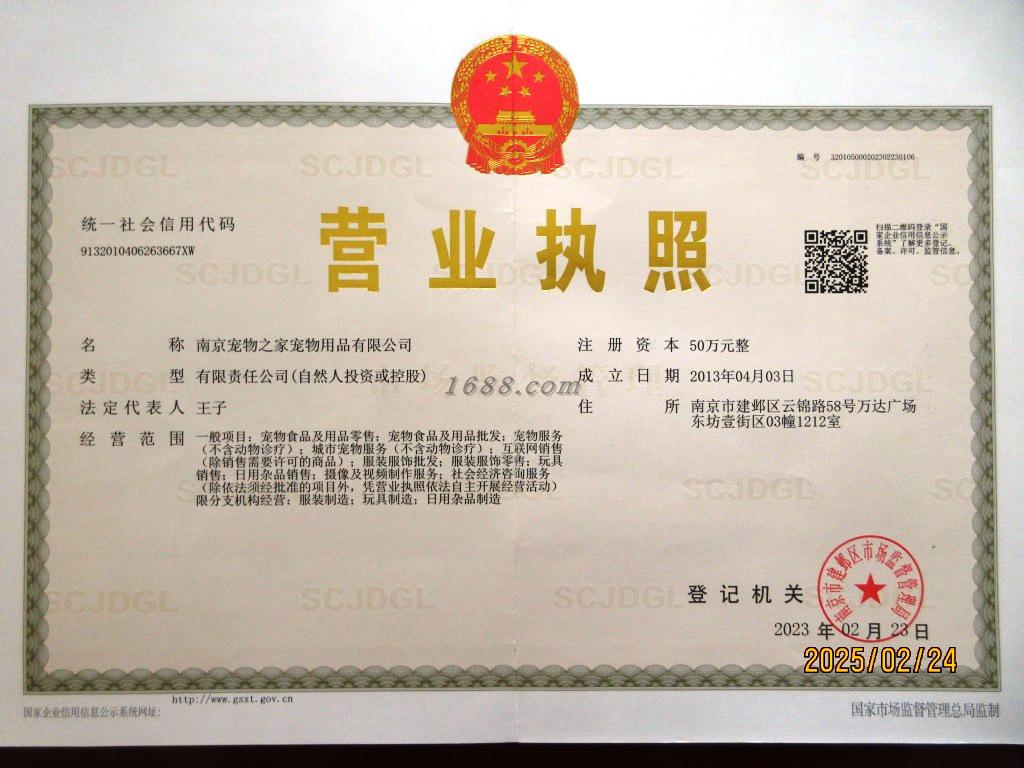 编 号 320105000202302230106
统一社会信用代码
9132010406263667XW
营业执照
扫描二维码登录“国
家企业信用信息公示
系统”了解更多登记、
备案、许可、监管信息。
名 称 南京宠物之家宠物用品有限公司
类 型 有限责任公司(自然人投资或控股)
法定代表人 王子
经营范围 一般项目：宠物食品及用品零售；宠物食品及用品批发；宠物服务
（不含动物诊疗）；城市宠物服务（不含动物诊疗）；互联网销售
（除销售需要许可的商品）；服装服饰批发；服装服饰零售；玩具
销售；日用杂品销售；摄像及视频制作服务；社会经济咨询服务
（除依法须经批准的项目外，凭营业执照依法自主开展经营活动）
限分支机构经营：服装制造；玩具制造；日用杂品制造
注册资本 50万元整
成立日期 2013年04月03日
住 所 南京市建邺区云锦路58号万达广场
东坊壹街区03幢1212室
1688.com
登记机关
南京市建邺区市场监督管理局
2023 年 02 月 23 日
2025/02/24
http://www.gsxt.gov.cn
国家企业信用信息公示系统网址:
国家市场监督管理总局监制
SCJDGL